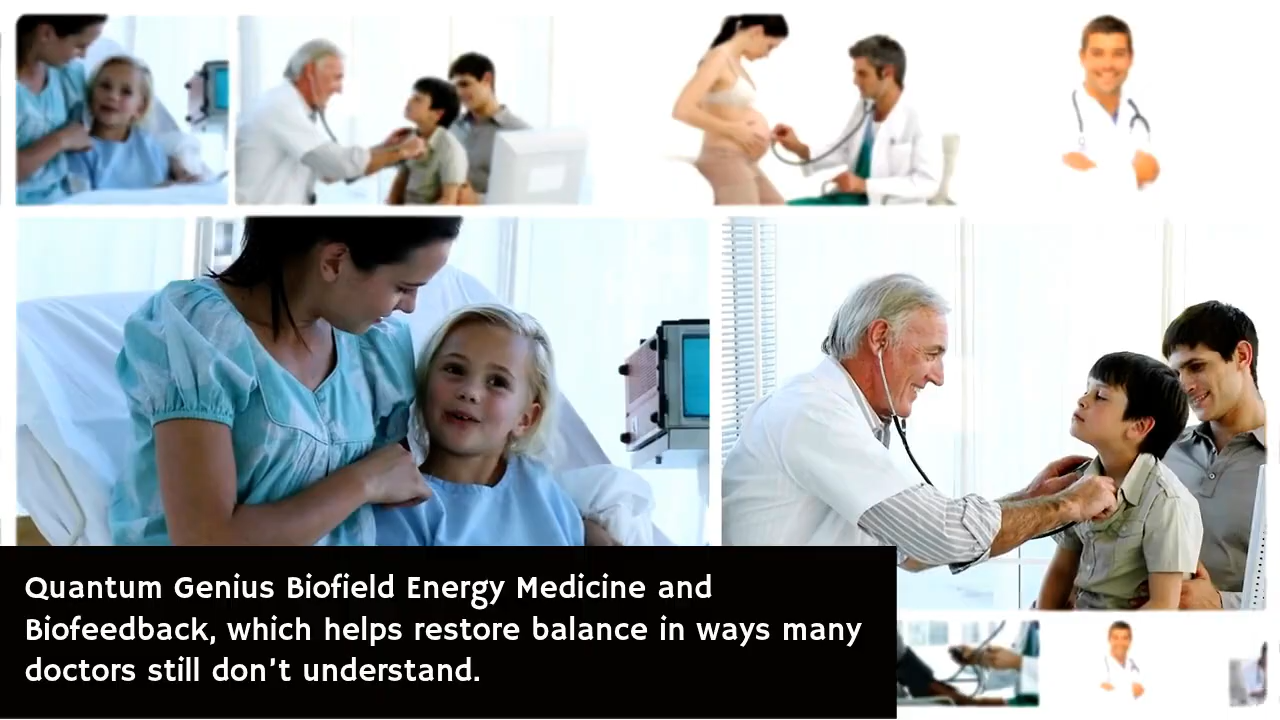 Quantum Genius Biofield Energy Medicine and
Biofeedback, which helps restore balance in ways many
doctors still don't understand.